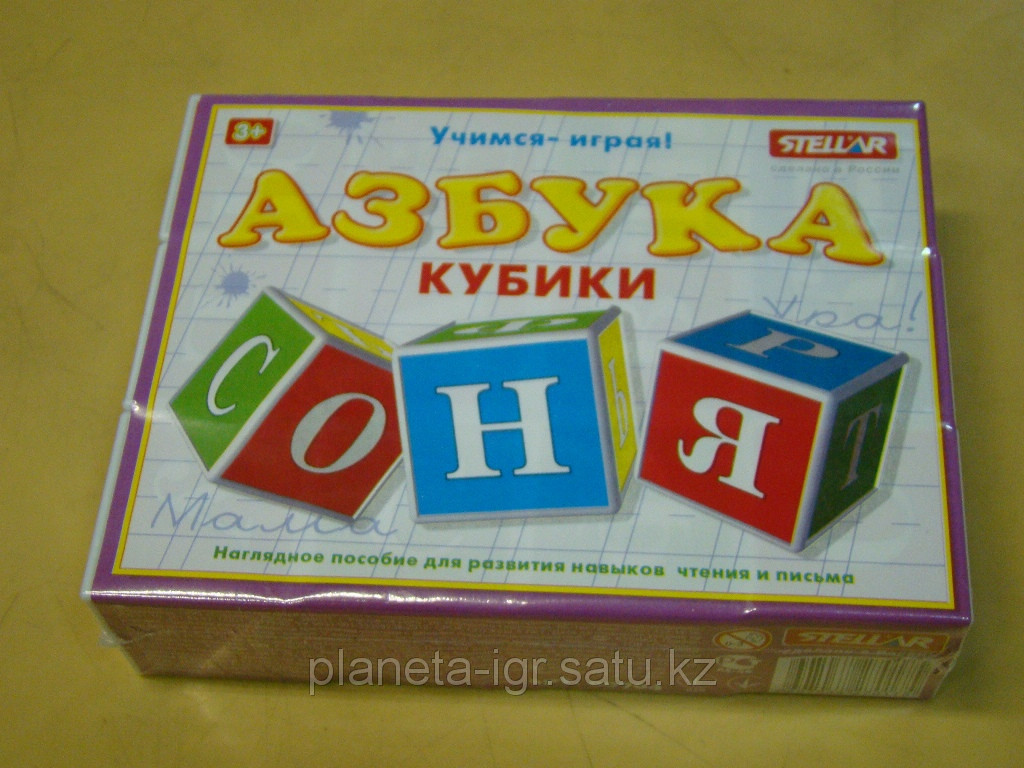 3+
Учимся- играя!
STELLAR
сделано в России
АЗБУКА
КУБИКИ
Ура!
С О Н Ь Я Р Т
Ф
Мама
Наглядное пособие для развития навыков чтения и письма
STELLAR
planeta-igr.satu.kz